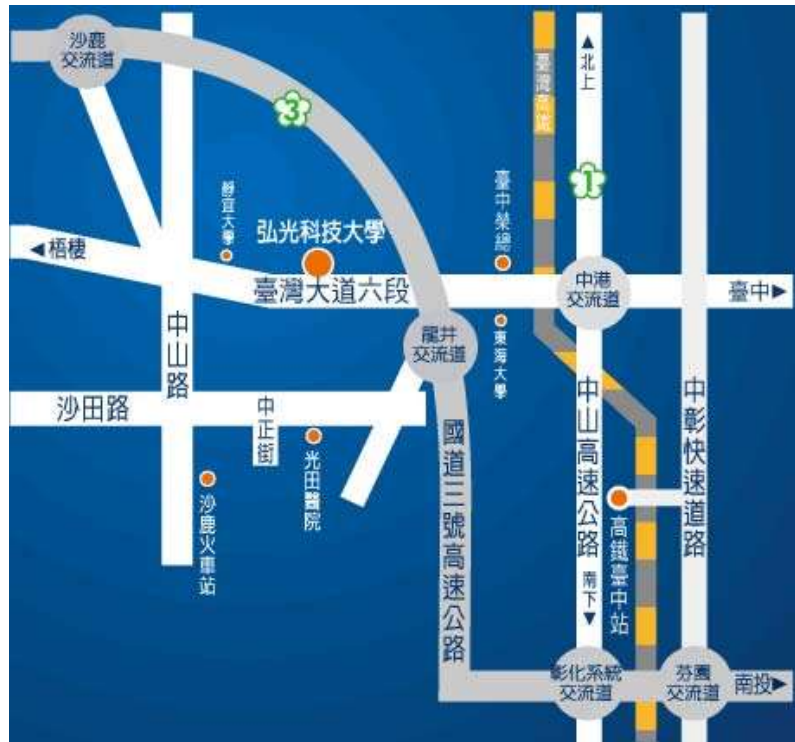 沙鹿
交流道
3
臺灣高鐵
▲北上
1
靜宜大學
弘光科技大學
臺中榮總
◀梧棲
臺灣大道六段
中港
交流道
臺中▶
中山路
龍井
交流道
東海大學
沙田路
中正街
光田醫院
沙鹿火車站
國道三號高速公路
中山高速公路
中彰快速道路
高鐵臺中站
南下▼
彰化系統
交流道
芬園
交流道
南投▶